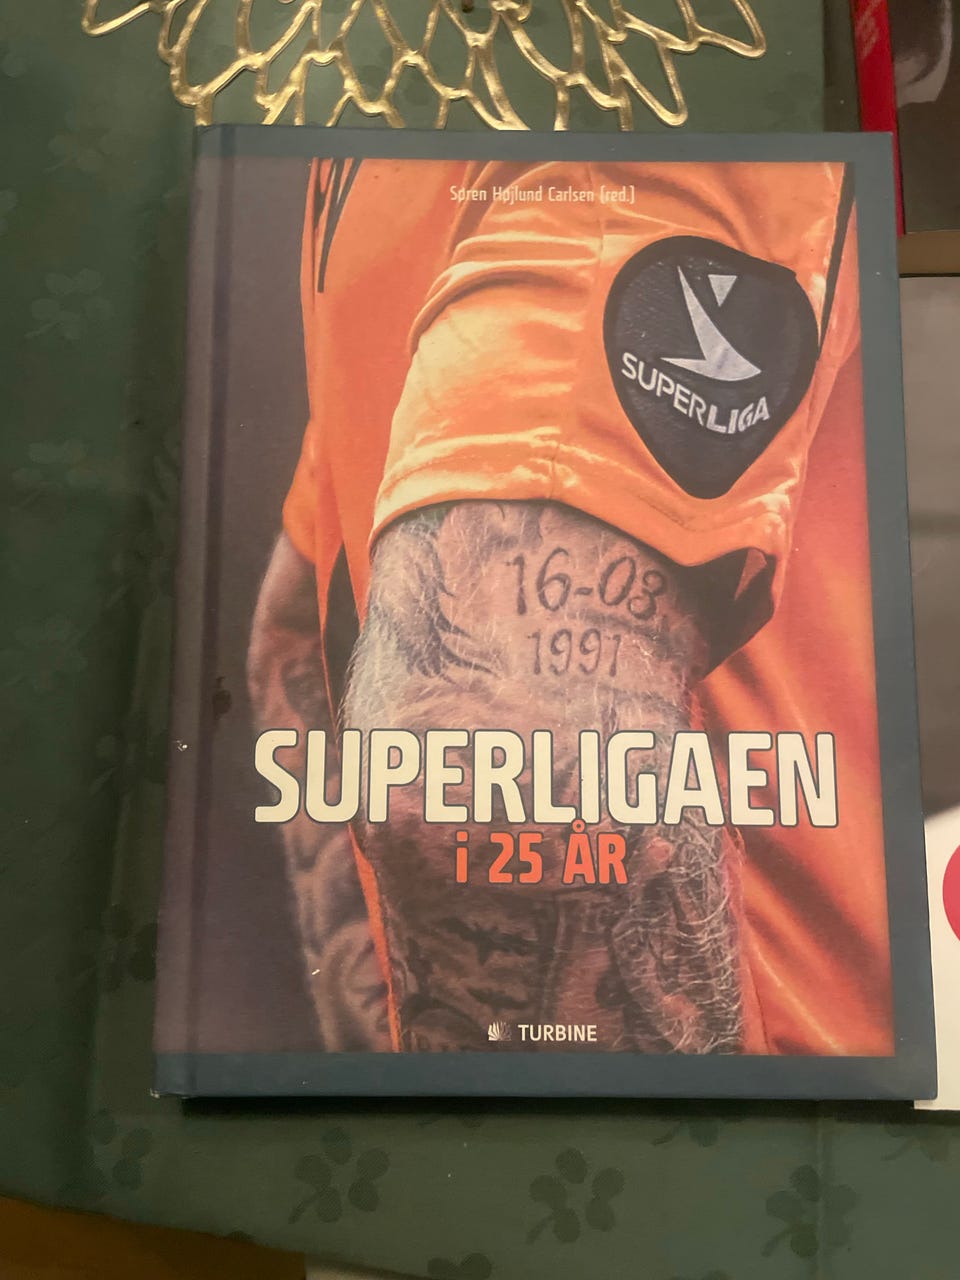 Søren Højlund Carlsen (red.)
SUPERLIGA
16-03
1991
SUPERLIGAEN
i 25 ÅR
TURBINE